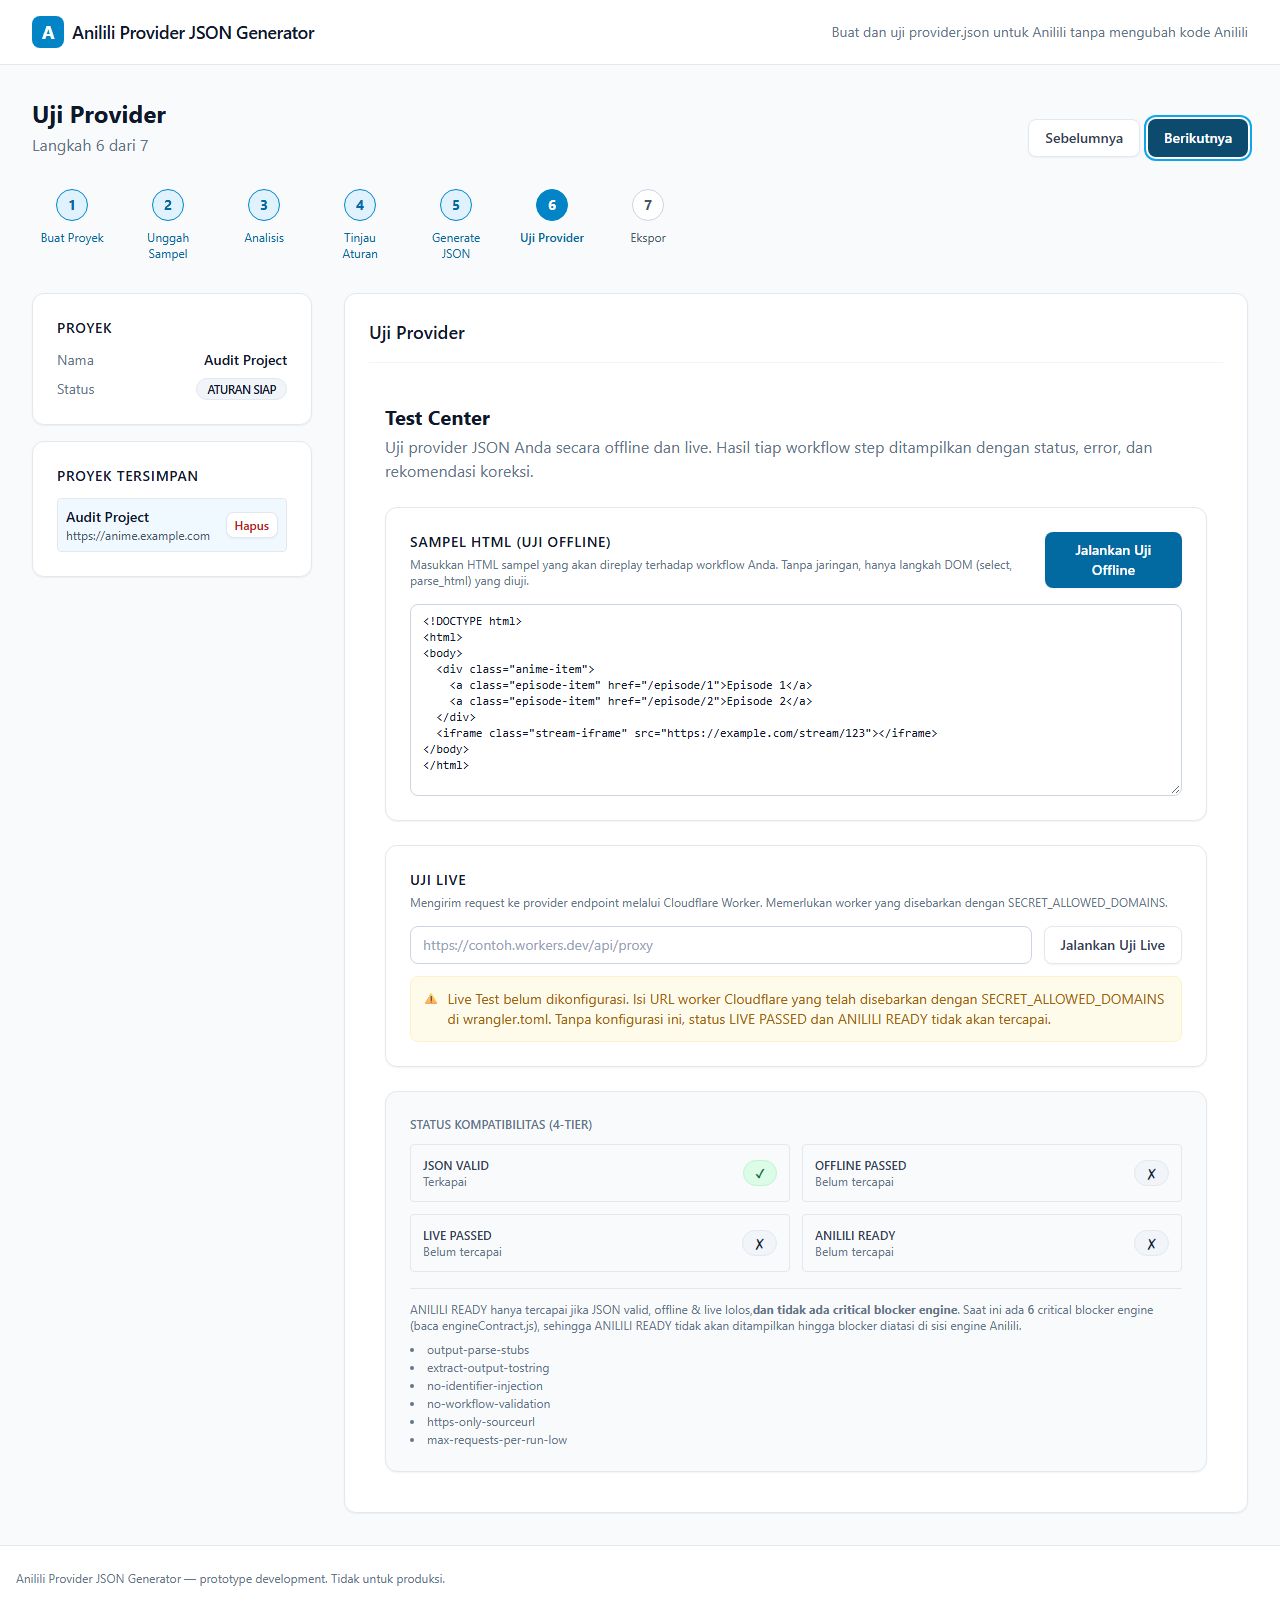 A Anilili Provider JSON Generator
Buat dan uji provider.json untuk Anilili tanpa mengubah kode Anilili
Uji Provider
Langkah 6 dari 7
Sebelumnya
Berikutnya
1
2
3
4
5
6
7
Buat Proyek
Unggah
Sampel
Analisis
Tinjau
Aturan
Generate
JSON
Uji Provider
Ekspor
PROYEK
Nama Audit Project
Status ATURAN SIAP
PROYEK TERSIMPAN
Audit Project
https://anime.example.com
Hapus
Uji Provider
Test Center
Uji provider JSON Anda secara offline dan live. Hasil tiap workflow step ditampilkan dengan status, error, dan
rekomendasi koreksi.
SAMPEL HTML (UJI OFFLINE)
Masukkan HTML sampel yang akan direplay terhadap workflow Anda. Tanpa jaringan, hanya langkah DOM (select,
parse_html) yang diuji.
Jalankan Uji
Offline
<!DOCTYPE html>
<html>
<body>
  <div class="anime-item">
    <a class="episode-item" href="/episode/1">Episode 1</a>
    <a class="episode-item" href="/episode/2">Episode 2</a>
  </div>
  <iframe class="stream-iframe" src="https://example.com/stream/123"></iframe>
</body>
</html>
UJI LIVE
Mengirim request ke provider endpoint melalui Cloudflare Worker. Memerlukan worker yang disebarkan dengan SECRET_ALLOWED_DOMAINS.
https://contoh.workers.dev/api/proxy
Jalankan Uji Live
Live Test belum dikonfigurasi. Isi URL worker Cloudflare yang telah disebarkan dengan SECRET_ALLOWED_DOMAINS
di wrangler.toml. Tanpa konfigurasi ini, status LIVE PASSED dan ANILILI READY tidak akan tercapai.
STATUS KOMPATIBILITAS (4-TIER)
JSON VALID
Terkapai
✓
OFFLINE PASSED
Belum tercapai
✗
LIVE PASSED
Belum tercapai
✗
ANILILI READY
Belum tercapai
✗
ANILILI READY hanya tercapai jika JSON valid, offline & live lolos,dan tidak ada critical blocker engine. Saat ini ada 6 critical blocker engine
(baca engineContract.js), sehingga ANILILI READY tidak akan ditampilkan hingga blocker diatasi di sisi engine Anilili.
• output-parse-stubs
• extract-output-tostring
• no-identifier-injection
• no-workflow-validation
• https-only-sourceurl
• max-requests-per-run-low
Anilili Provider JSON Generator — prototype development. Tidak untuk produksi.